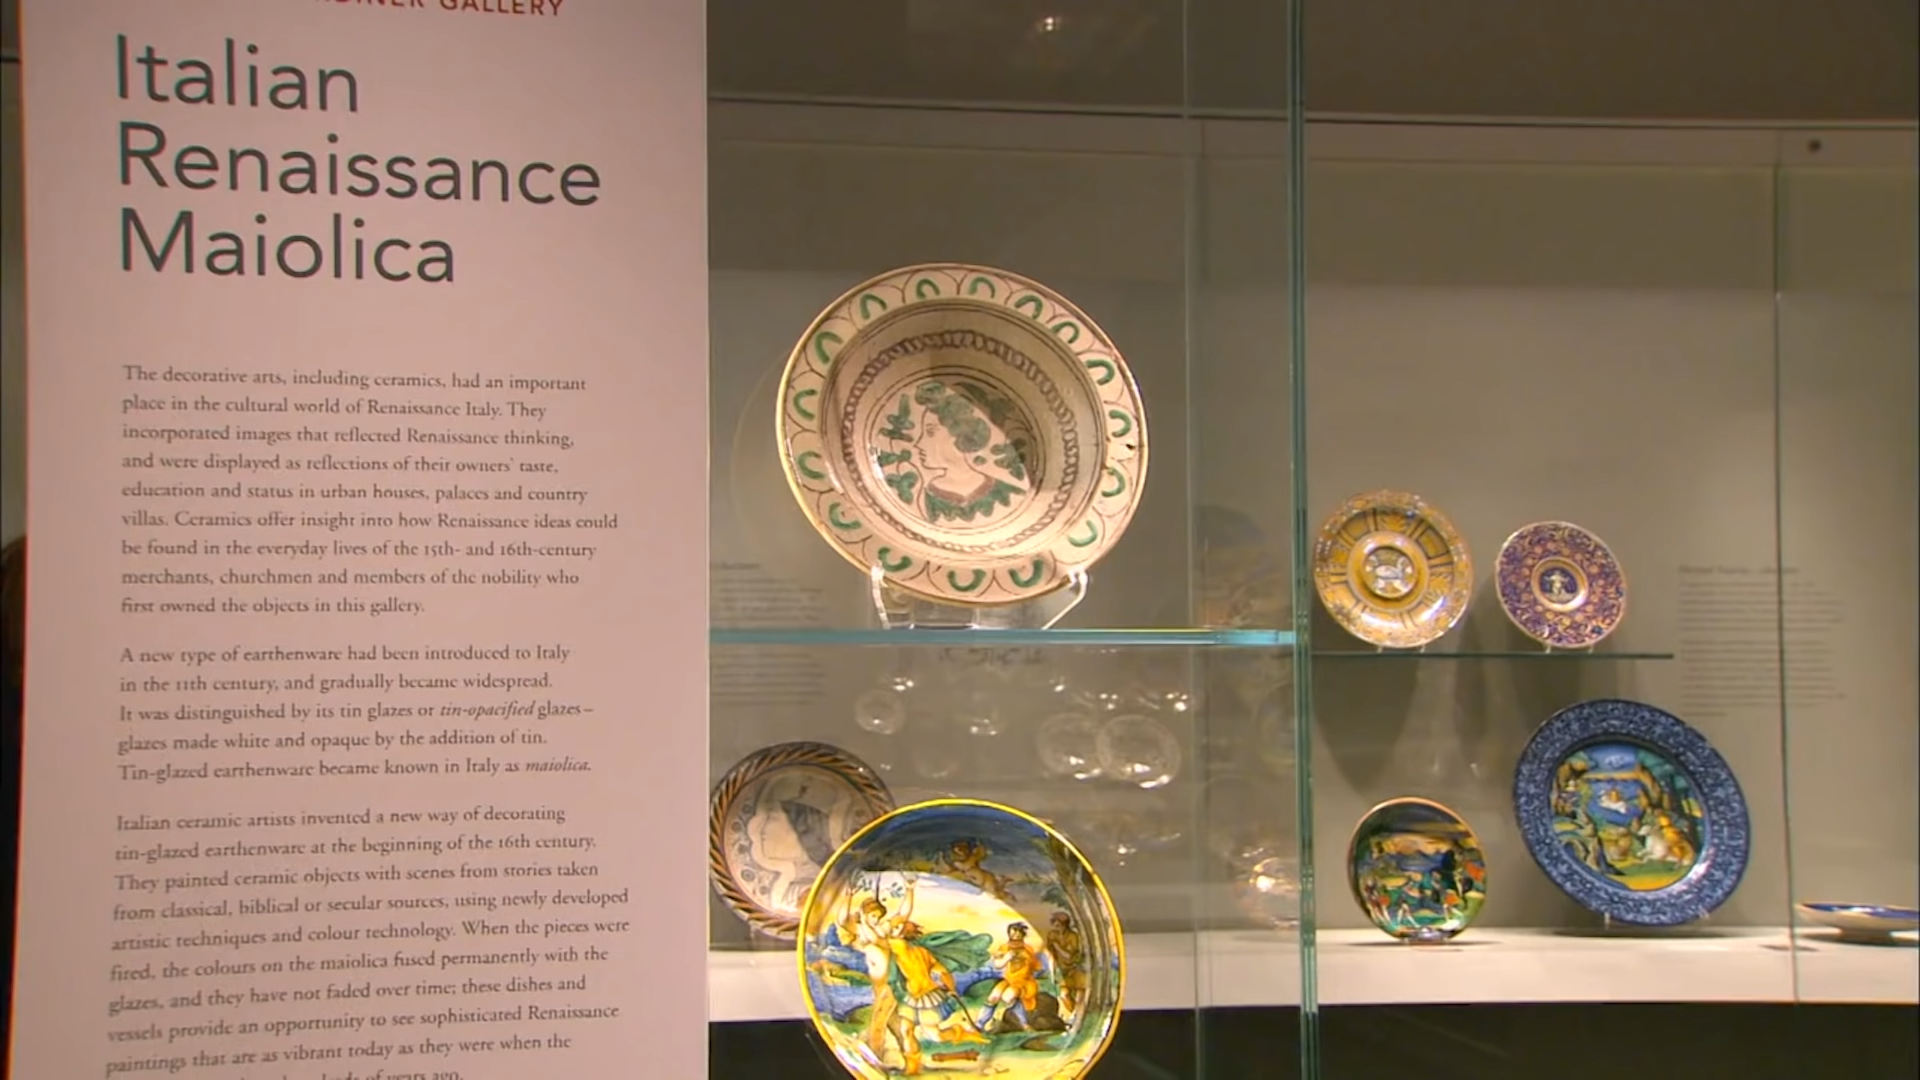 GALLERY
Italian
Renaissance
Maiolica
The decorative arts, including ceramics, had an important
place in the cultural world of Renaissance Italy. They
incorporated images that reflected Renaissance thinking,
and were displayed as reflections of their owners' taste,
education and status in urban houses, palaces and country
villas. Ceramics offer insight into how Renaissance ideas could
be found in the everyday lives of the 15th- and 16th-century
merchants, churchmen and members of the nobility who
first owned the objects in this gallery.
A new type of earthenware had been introduced to Italy
in the 11th century, and gradually became widespread.
It was distinguished by its tin glazes or tin-opacified glazes–
glazes made white and opaque by the addition of tin.
Tin-glazed earthenware became known in Italy as maiolica.
Italian ceramic artists invented a new way of decorating
tin-glazed earthenware at the beginning of the 16th century.
They painted ceramic objects with scenes from stories taken
from classical, biblical or secular sources, using newly developed
artistic techniques and colour technology. When the pieces were
fired, the colours on the maiolica fused permanently with the
glazes, and they have not faded over time; these dishes and
vessels provide an opportunity to see sophisticated Renaissance
paintings that are as vibrant today as they were when the
of years ago.